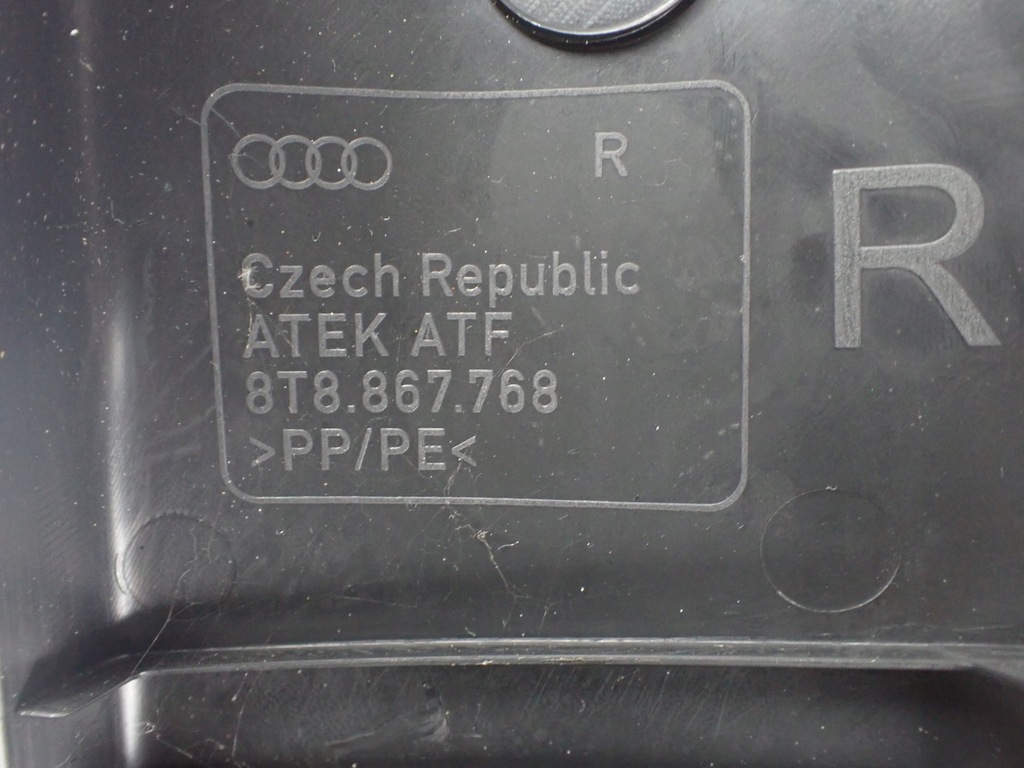 R
R
Czech Republic
ATEK ATF
8T8.867.768
>PP/PE<